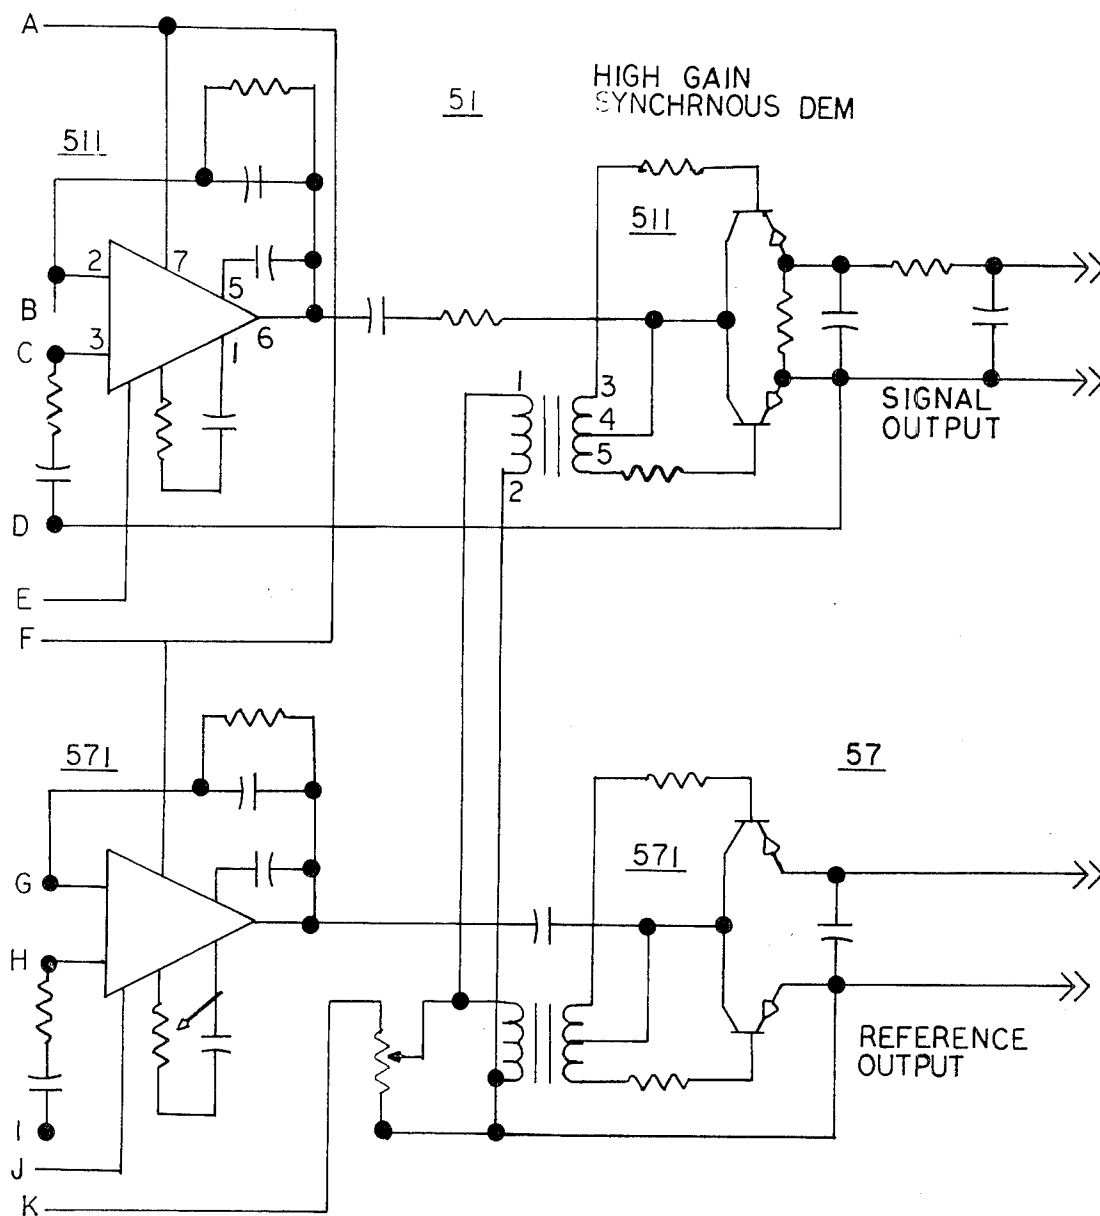 A
51
HIGH GAIN
SYNCHRNOUS DEM
511
511
2
7
5
B
6
C
3
1
1
3
4
5
2
SIGNAL
OUTPUT
D
E
F
571
57
571
G
H
REFERENCE
OUTPUT
I
J
K